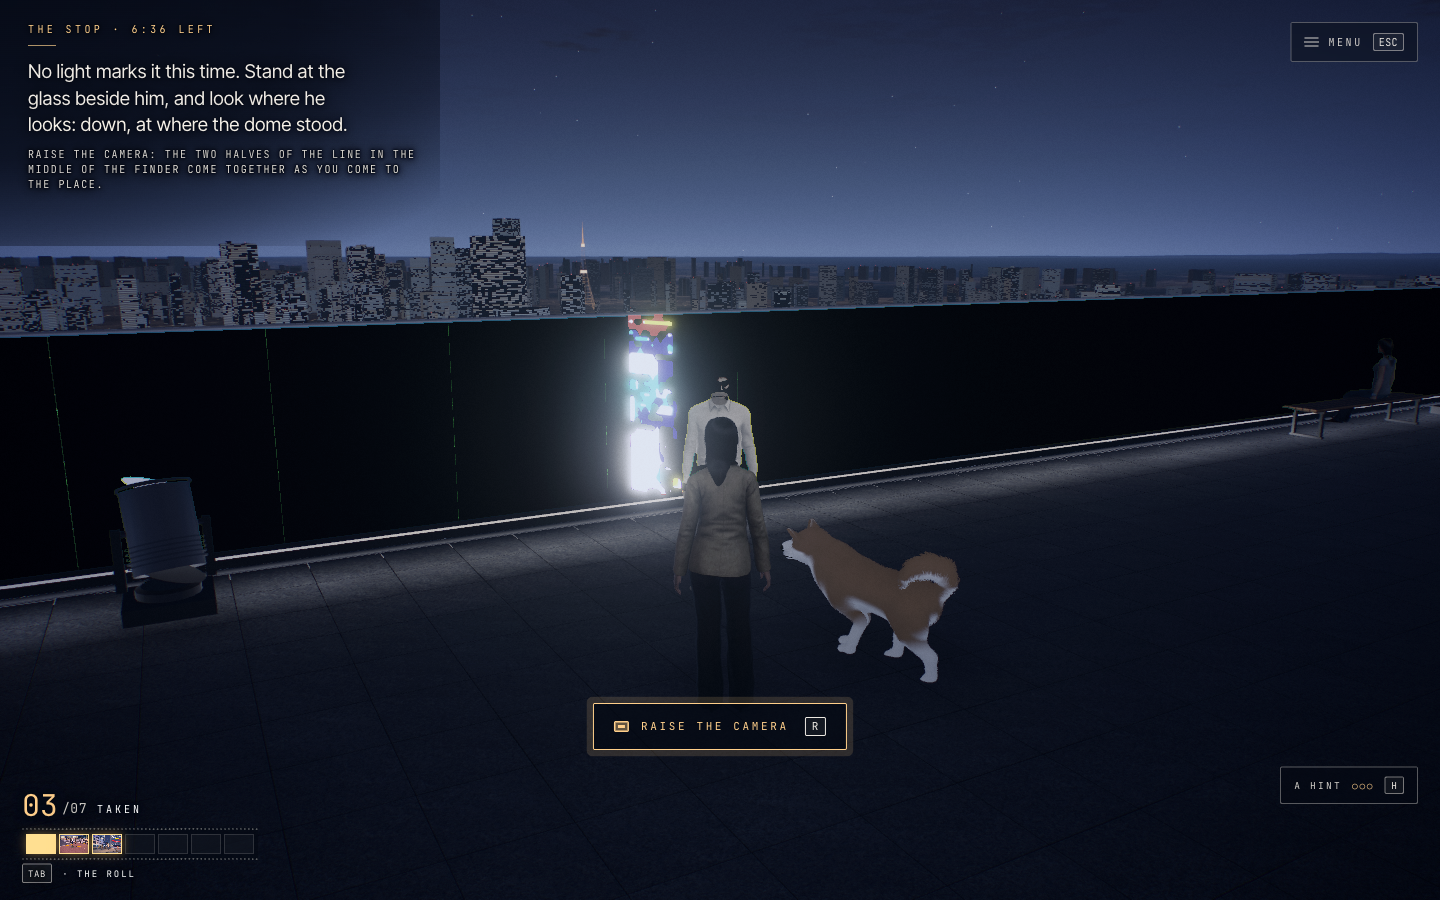 THE STOP · 6:36 LEFT
No light marks it this time. Stand at the
glass beside him, and look where he
looks: down, at where the dome stood.
RAISE THE CAMERA: THE TWO HALVES OF THE LINE IN THE
MIDDLE OF THE FINDER COME TOGETHER AS YOU COME TO
THE PLACE.
MENU ESC
RAISE THE CAMERA R
A HINT ○○○ H
03 /07 TAKEN
TAB · THE ROLL